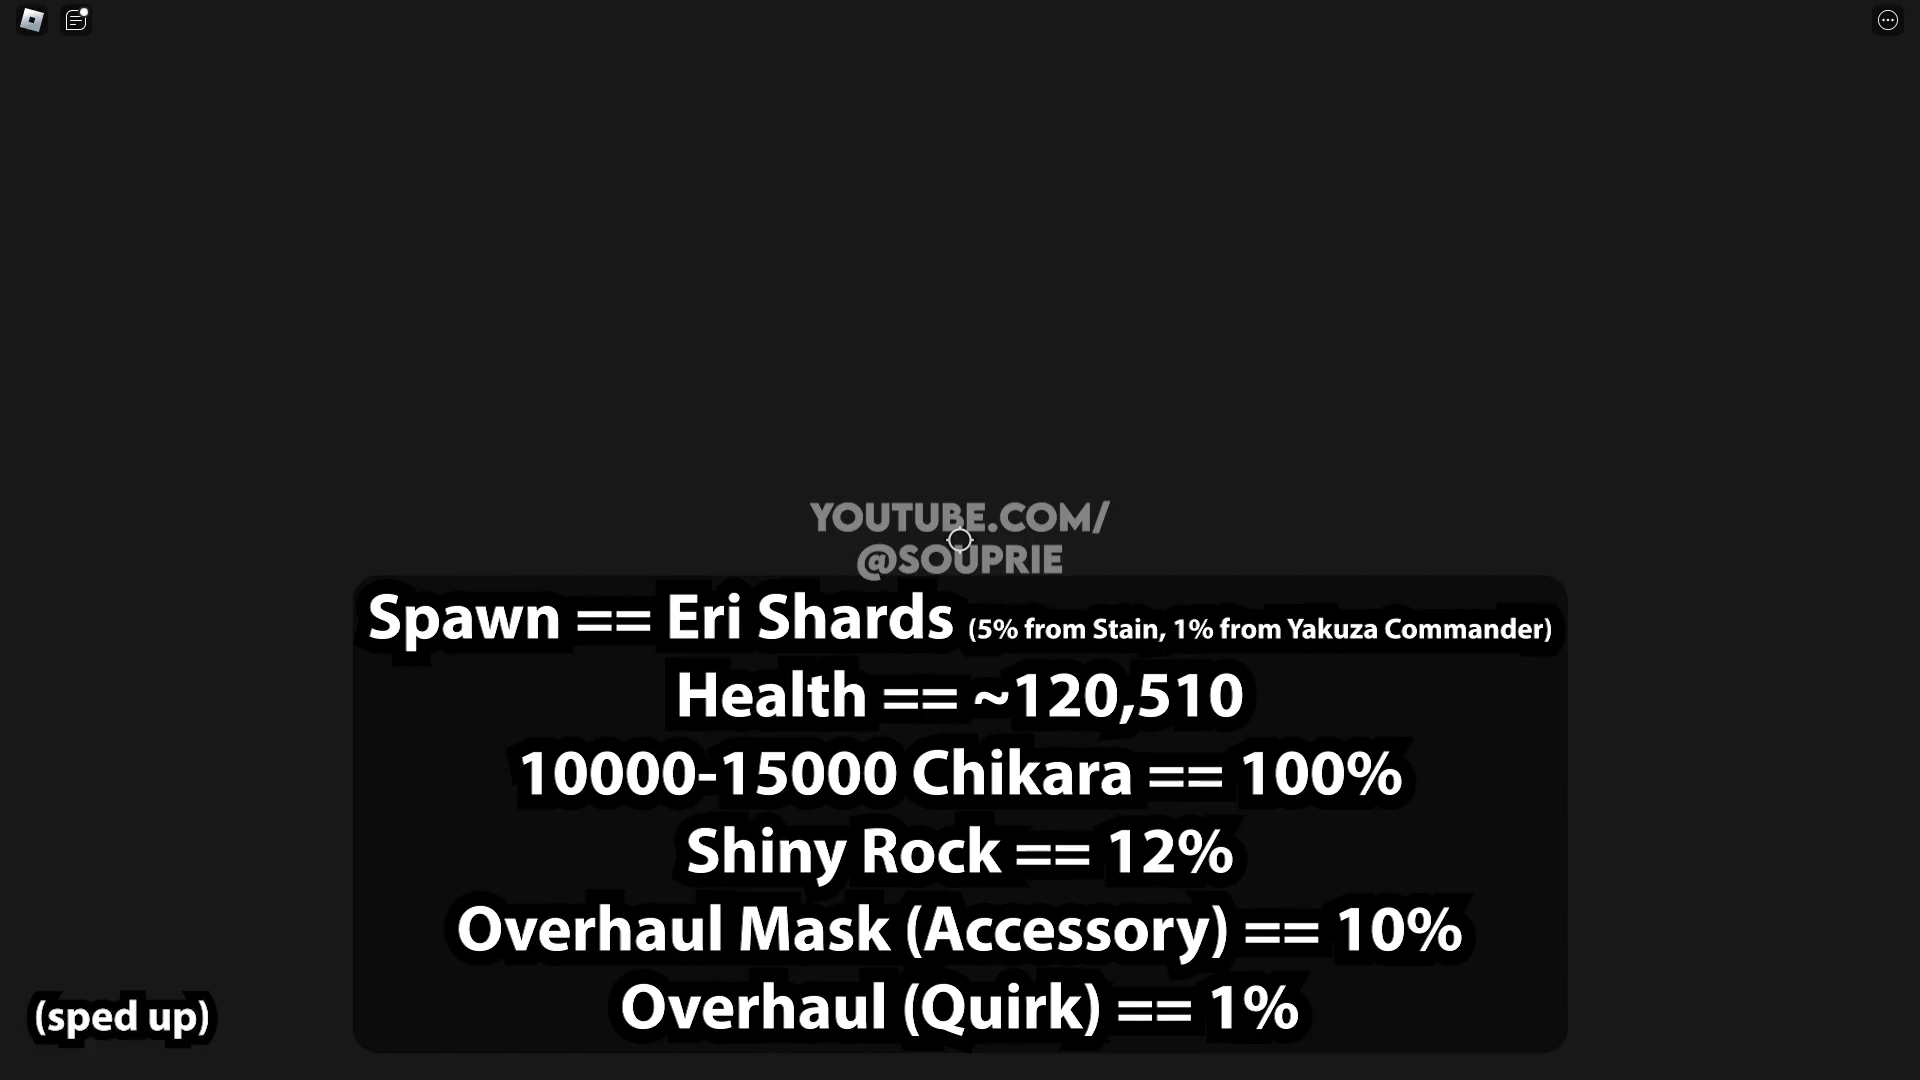 YOUTUBE.COM/
@SOUPRIE
Spawn == Eri Shards (5% from Stain, 1% from Yakuza Commander)
Health == ~120,510
10000-15000 Chikara == 100%
Shiny Rock == 12%
Overhaul Mask (Accessory) == 10%
Overhaul (Quirk) == 1%
(sped up)